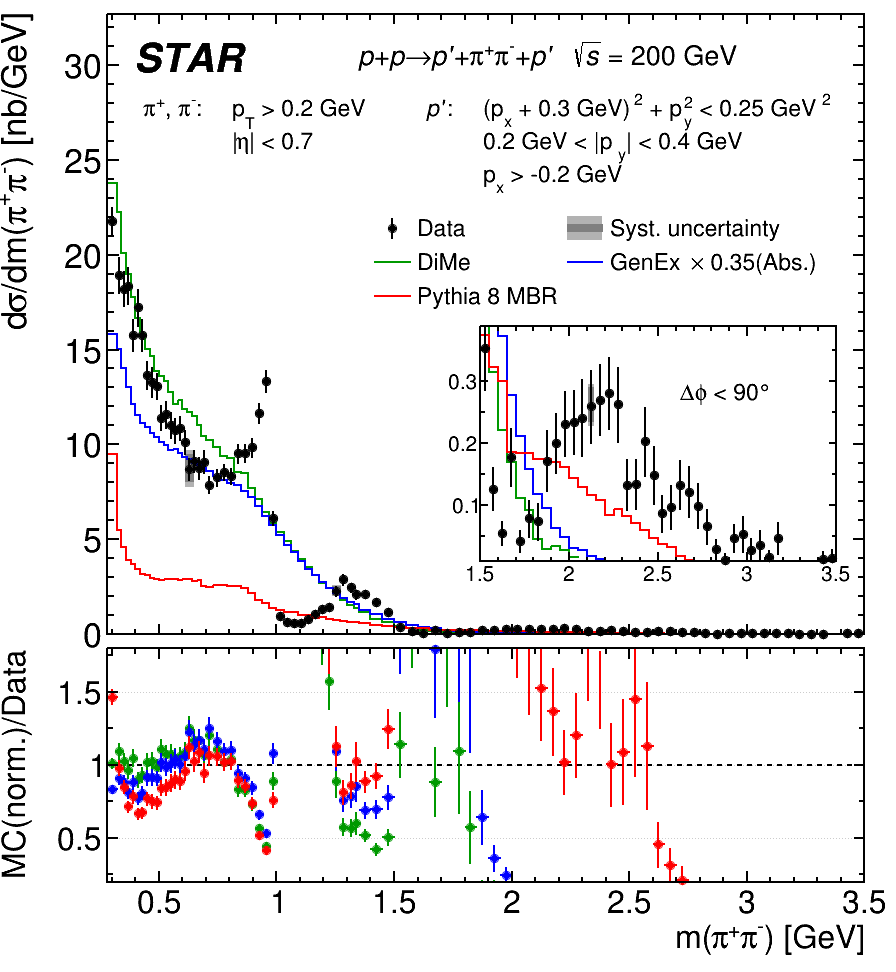 STAR p+p→p′+π⁺π⁻+p′ √s = 200 GeV
π⁺, π⁻: p_T > 0.2 GeV p′: (p_x + 0.3 GeV)² + p_y² < 0.25 GeV²
|η| < 0.7 0.2 GeV < |p_y| < 0.4 GeV
p_x > -0.2 GeV
Data Syst. uncertainty
DiMe GenEx × 0.35(Abs.)
Pythia 8 MBR
dσ/dm(π⁺π⁻) [nb/GeV]
30
25
20
15
10
5
0
Δϕ < 90°
0.3
0.2
0.1
1.5 2 2.5 3 3.5
MC(norm.)/Data
1.5
1
0.5
0.5 1 1.5 2 2.5 3 3.5
m(π⁺π⁻) [GeV]